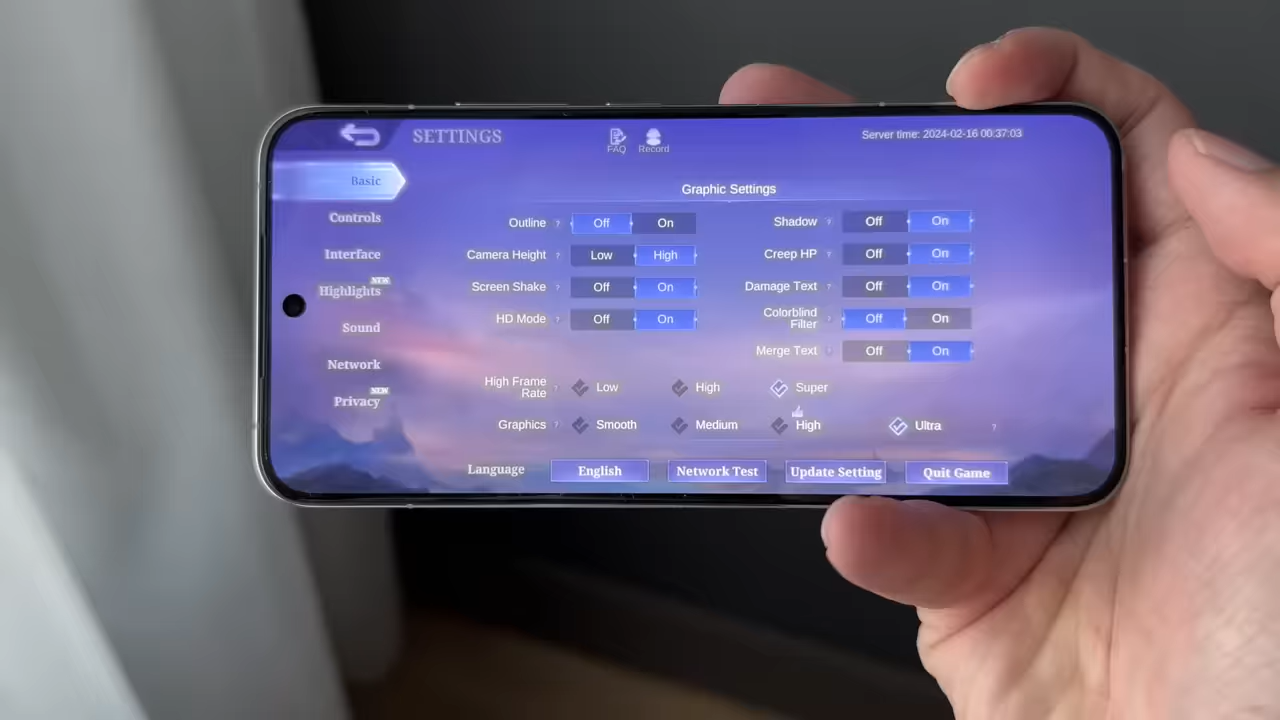 SETTINGS
FAQ
Record
Server time: 2024-02-16 00:37:03
Basic
Controls
Interface
NEW
Highlights
Sound
Network
NEW
Privacy
Graphic Settings
Outline ? Off On
Shadow ? Off On
Camera Height ? Low High
Creep HP ? Off On
Screen Shake ? Off On
Damage Text ? Off On
HD Mode ? Off On
Colorblind
Filter ? Off On
Merge Text ? Off On
High Frame
Rate ? Low High Super
Graphics ? Smooth Medium High Ultra ?
Language English Network Test Update Setting Quit Game